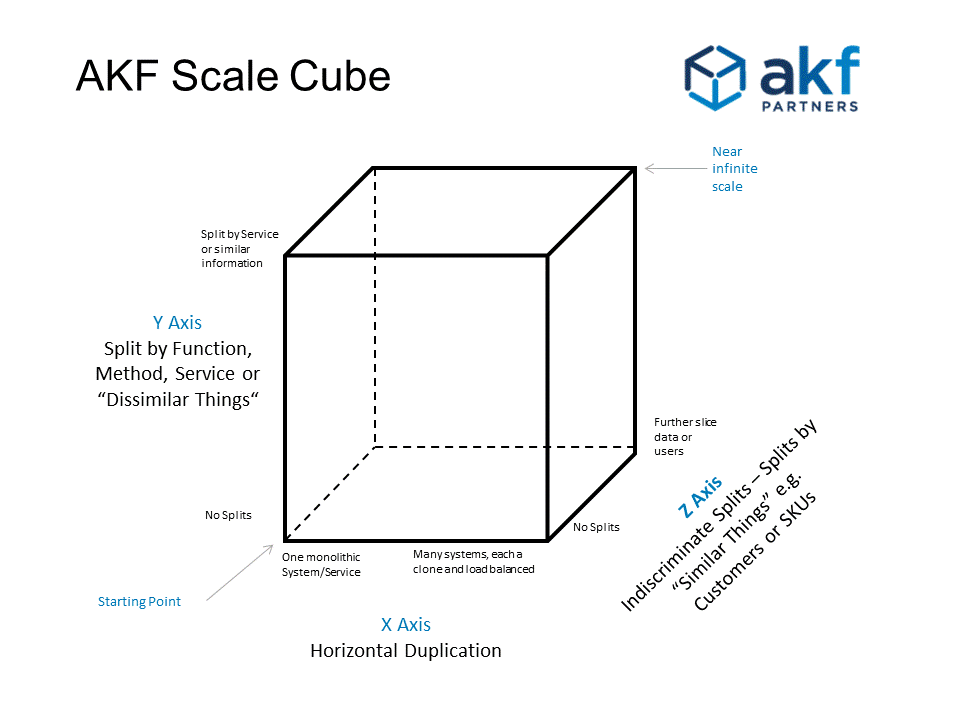 AKF Scale Cube
akf
PARTNERS
Near
infinite
scale
Split by Service
or similar
information
Y Axis
Split by Function,
Method, Service or
“Dissimilar Things“
Further slice
data or
users
No Splits
No Splits
Z Axis
Indiscriminate Splits – Splits by
“Similar Things” e.g.
Customers or SKUs
One monolithic
System/Service
Many systems, each a
clone and load balanced
Starting Point
X Axis
Horizontal Duplication